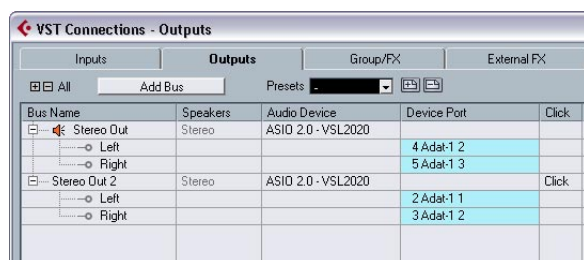 VST Connections - Outputs
Inputs Outputs Group/FX External FX
All Add Bus Presets -
Bus Name Speakers Audio Device Device Port Click
Stereo Out Stereo ASIO 2.0 - VSL2020
Left 4 Adat-1 2
Right 5 Adat-1 3
Stereo Out 2 Stereo ASIO 2.0 - VSL2020 Click
Left 2 Adat-1 1
Right 3 Adat-1 2